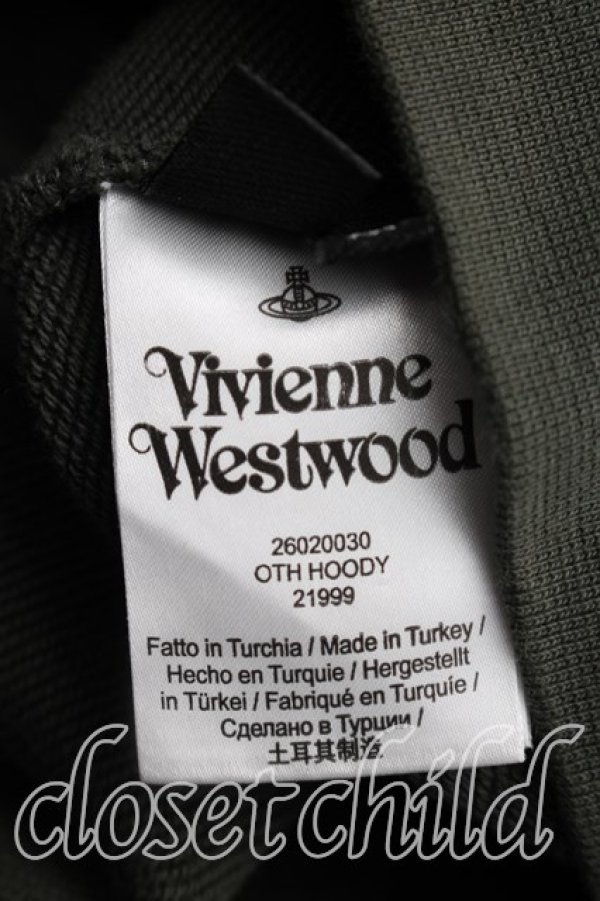 Vivienne
Westwood
26020030
OTH HOODY
21999
Fatto in Turchia / Made in Turkey /
Hecho en Turquie / Hergestellt
in Türkei / Fabriqué en Turquíe /
Сделано в Турции /
土耳其制造
closet child